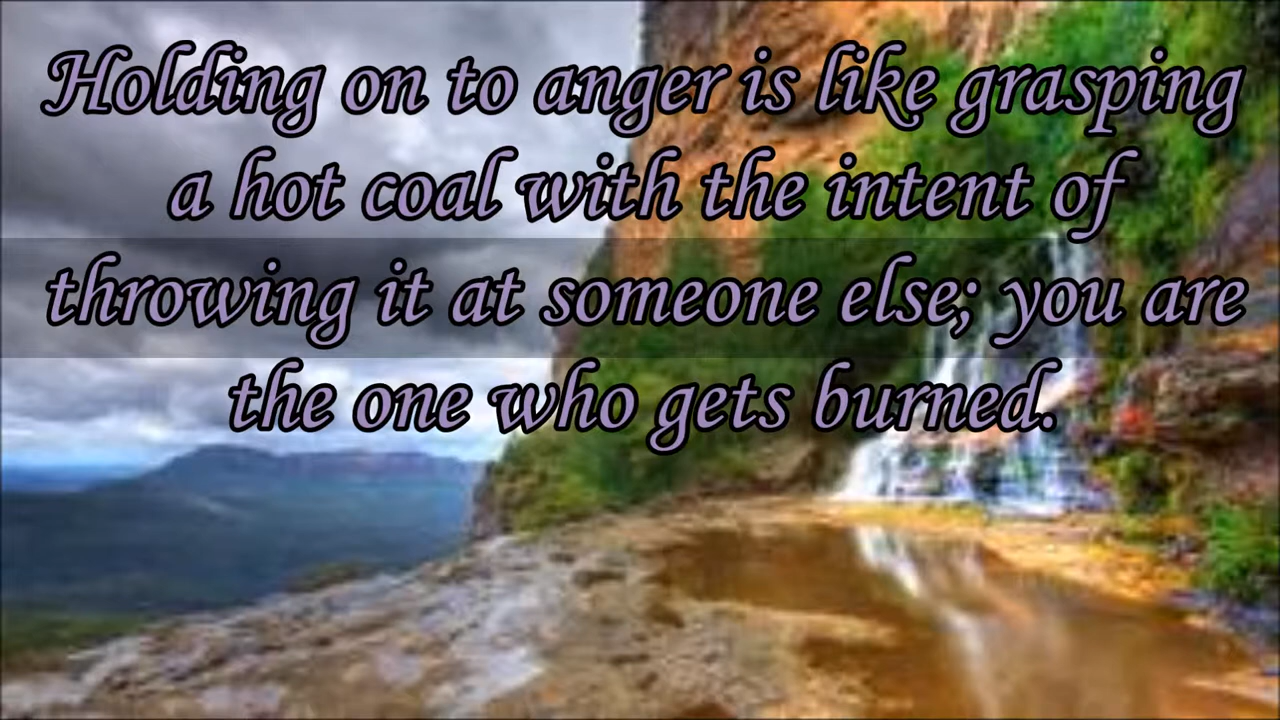 Holding on to anger is like grasping
a hot coal with the intent of
throwing it at someone else; you are
the one who gets burned.